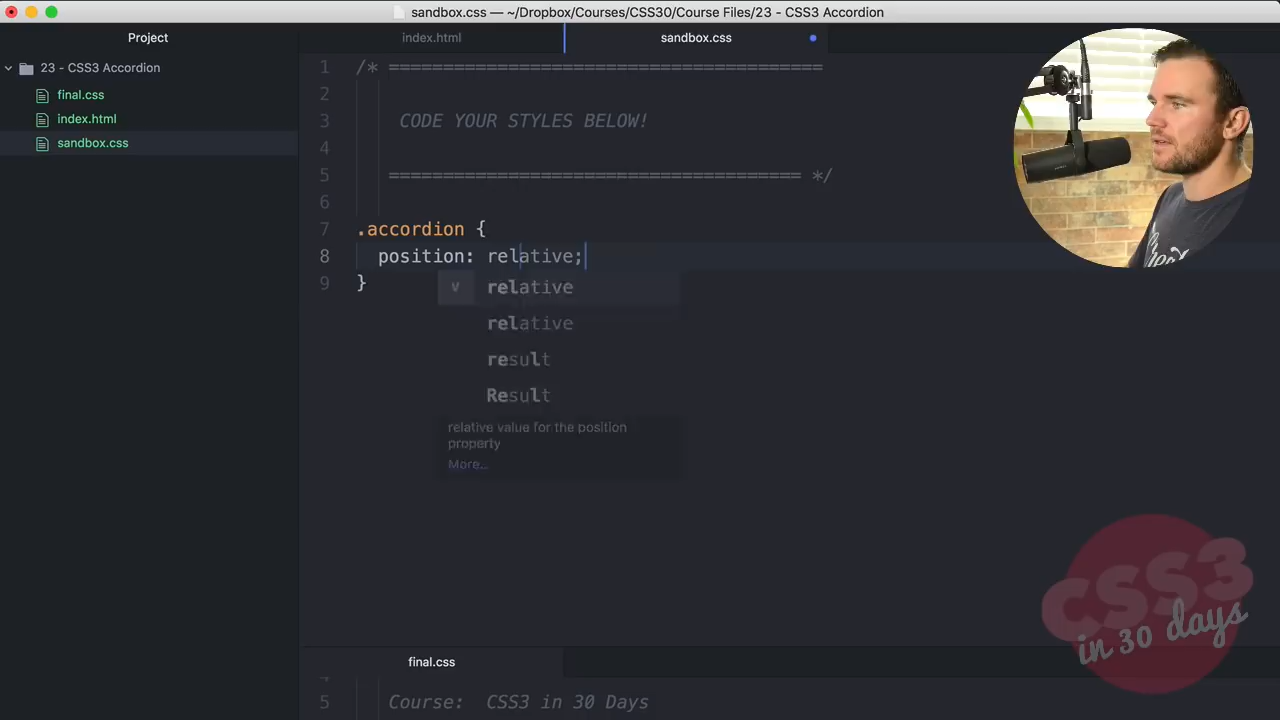 sandbox.css — ~/Dropbox/Courses/CSS30/Course Files/23 - CSS3 Accordion
Project
index.html
sandbox.css
23 - CSS3 Accordion
final.css
index.html
sandbox.css
1 /* ========================================
2
3 CODE YOUR STYLES BELOW!
4
5 ====================================== */
6
7 .accordion {
8 position: relative;
9 }
v relative
relative
result
Result
relative value for the position
property
More..
final.css
5 Course: CSS3 in 30 Days
CSS3
in 30 days